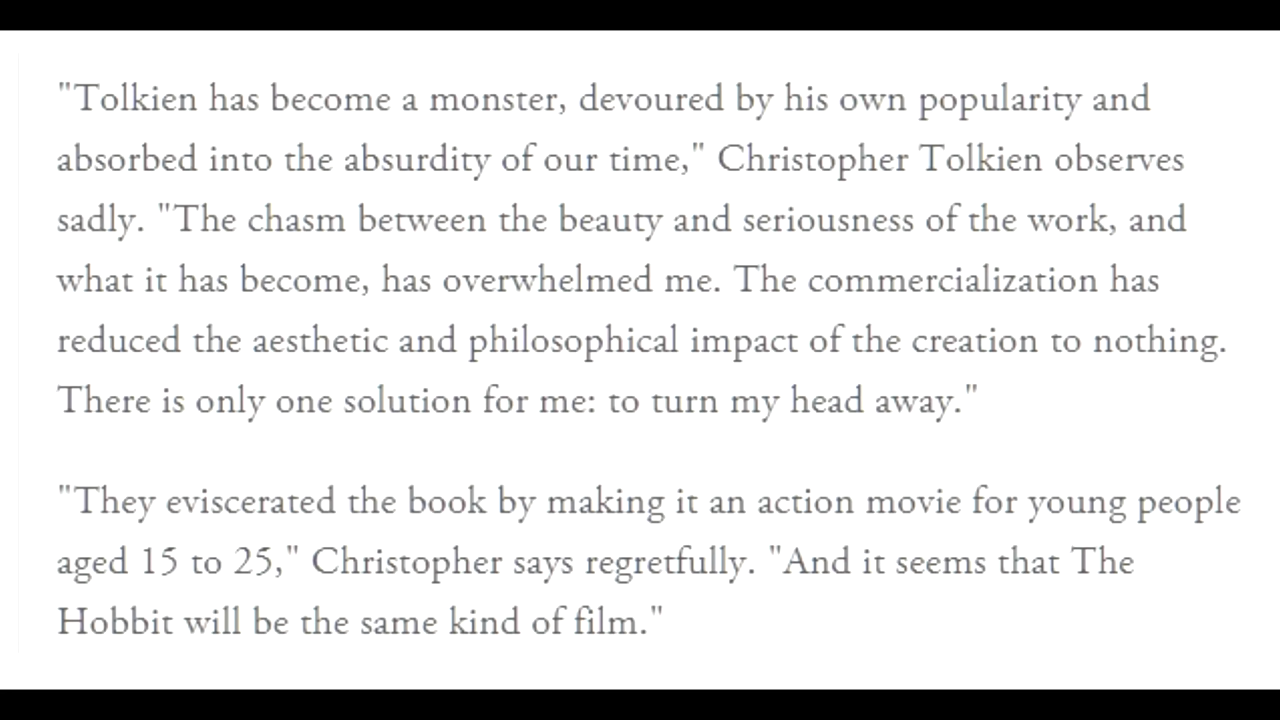 "Tolkien has become a monster, devoured by his own popularity and
absorbed into the absurdity of our time," Christopher Tolkien observes
sadly. "The chasm between the beauty and seriousness of the work, and
what it has become, has overwhelmed me. The commercialization has
reduced the aesthetic and philosophical impact of the creation to nothing.
There is only one solution for me: to turn my head away."
"They eviscerated the book by making it an action movie for young people
aged 15 to 25," Christopher says regretfully. "And it seems that The
Hobbit will be the same kind of film."